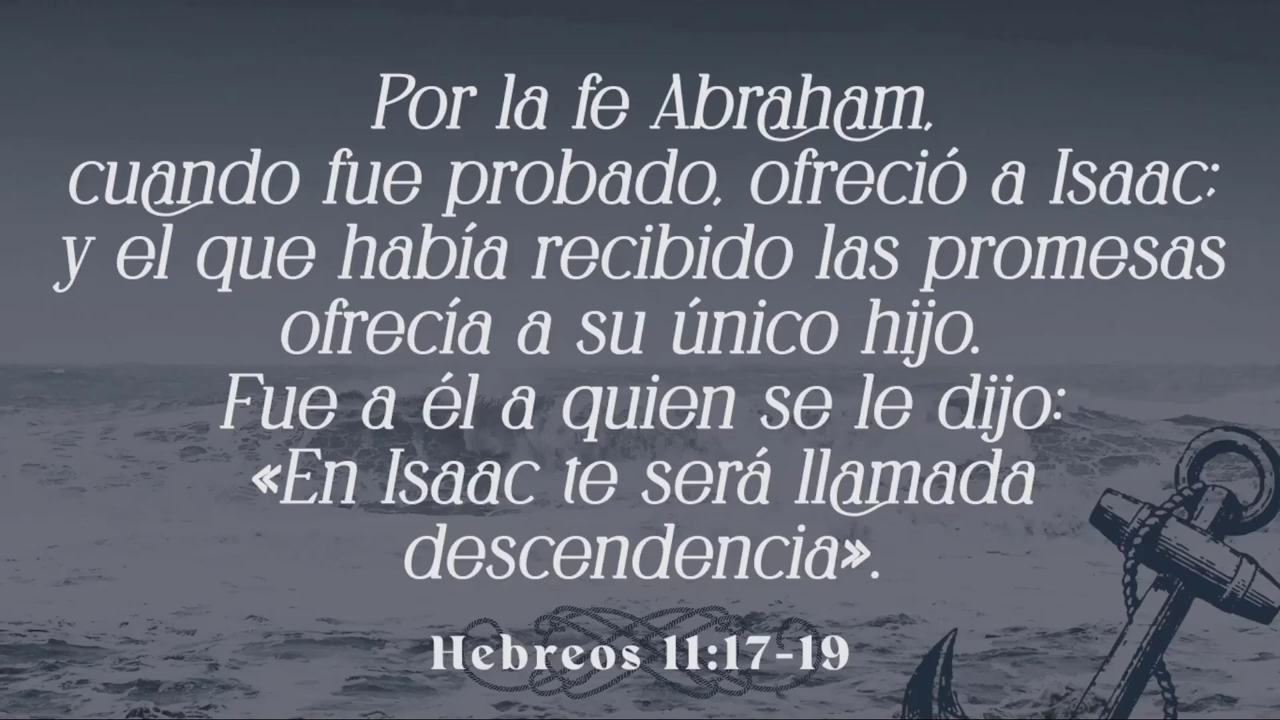 Por la fe Abraham,
cuando fue probado, ofreció a Isaac;
y el que había recibido las promesas
ofrecía a su único hijo.
Fue a él a quien se le dijo:
«En Isaac te será llamada
descendencia».
Hebreos 11:17-19